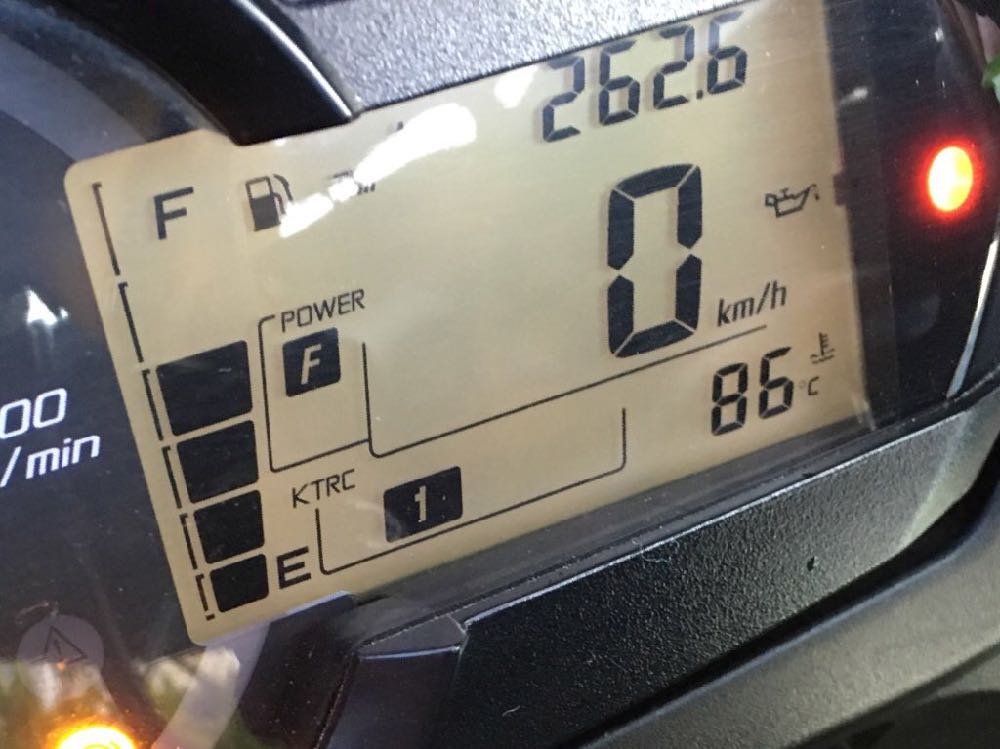 262.6
F
0
km/h
POWER
F
86 °C
00
/min
KTRC
1
E